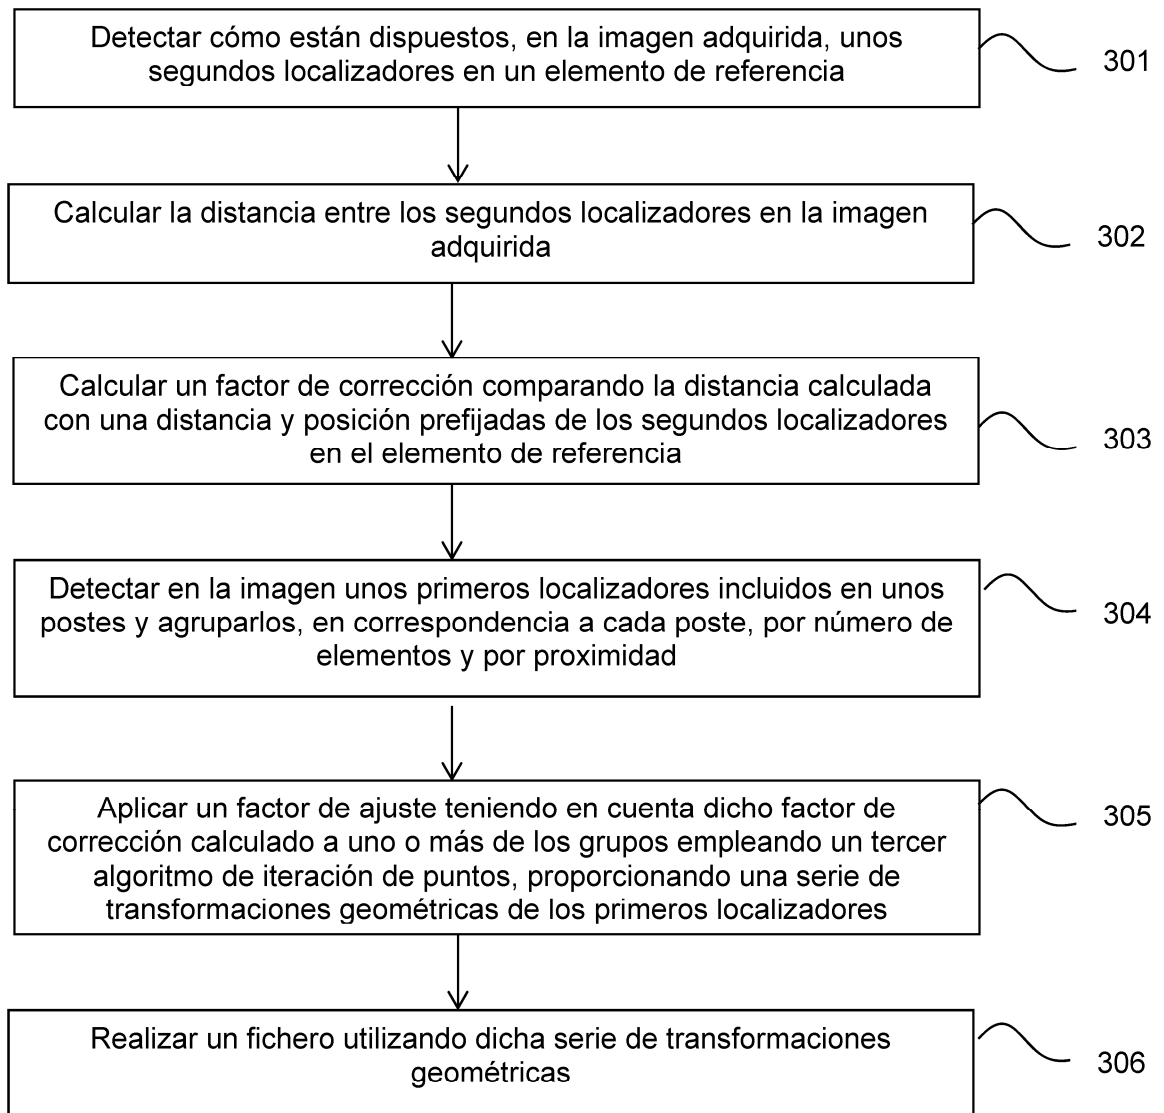 Detectar cómo están dispuestos, en la imagen adquirida, unos
segundos localizadores en un elemento de referencia
301
Calcular la distancia entre los segundos localizadores en la imagen
adquirida
302
Calcular un factor de corrección comparando la distancia calculada
con una distancia y posición prefijadas de los segundos localizadores
en el elemento de referencia
303
Detectar en la imagen unos primeros localizadores incluidos en unos
postes y agruparlos, en correspondencia a cada poste, por número de
elementos y por proximidad
304
Aplicar un factor de ajuste teniendo en cuenta dicho factor de
corrección calculado a uno o más de los grupos empleando un tercer
algoritmo de iteración de puntos, proporcionando una serie de
transformaciones geométricas de los primeros localizadores
305
Realizar un fichero utilizando dicha serie de transformaciones
geométricas
306